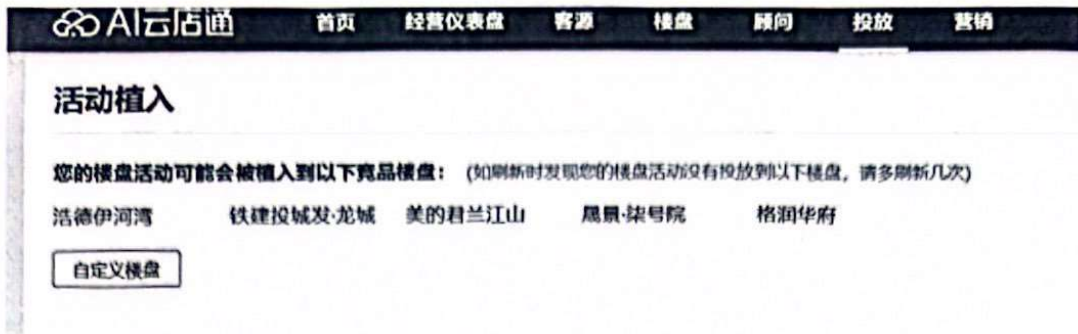 AI云店通 首页 经营仪表盘 客源 楼盘 顾问 投放 营销
活动植入
您的楼盘活动可能会被植入到以下竞品楼盘： (如刷新时发现您的楼盘活动没有投放到以下楼盘，请多刷新几次)
浩德伊河湾 铁建投城发·龙城 美的君兰江山 晟景·柒号院 格润华府
自定义楼盘